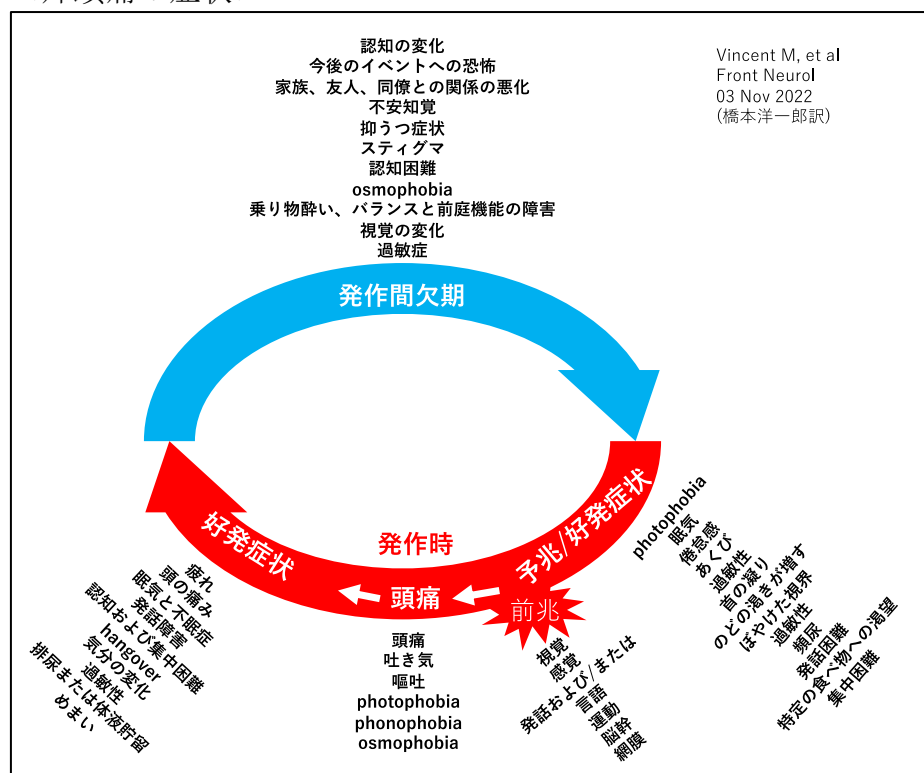 認知の変化
今後のイベントへの恐怖
家族、友人、同僚との関係の悪化
不安知覚
抑うつ症状
スティグマ
認知困難
osmophobia
乗り物酔い、バランスと前庭機能の障害
視覚の変化
過敏症
Vincent M, et al
Front Neurol
03 Nov 2022
(橋本洋一郎訳)
発作間欠期
予兆/好発症状
photophobia
眠気
倦怠感
あくび
過敏性
首の凝り
のどの渇きが増す
ぼやけた視界
過敏性
頻尿
発話困難
特定の食べ物への渇望
集中困難
前兆
視覚
感覚
発話および/または
言語
運動
脳幹
網膜
発作時
頭痛
頭痛
吐き気
嘔吐
photophobia
phonophobia
osmophobia
好発症状
疲れ
頭の痛み
眠気と不眠症
発話障害
認知および集中困難
hangover
気分の変化
過敏性
排尿または体液貯留
めまい